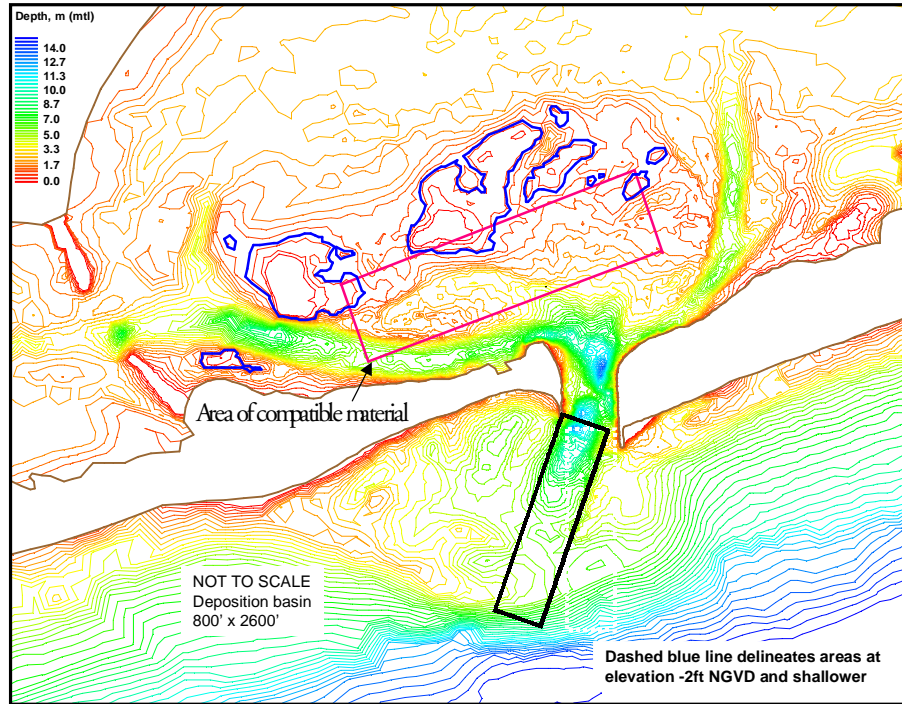 Depth, m (mtl)
14.0
12.7
11.3
10.0
8.7
7.0
5.0
3.3
1.7
0.0
Area of compatible material
NOT TO SCALE
Deposition basin
800' x 2600'
Dashed blue line delineates areas at
elevation -2ft NGVD and shallower